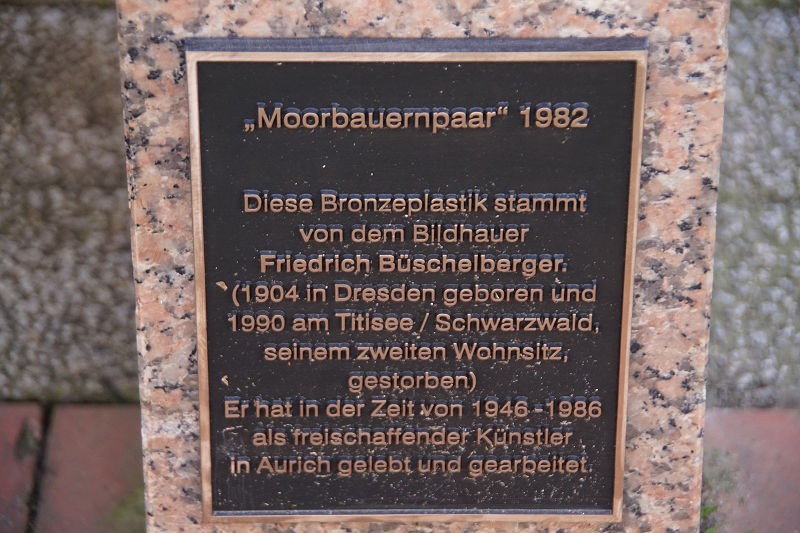 „Moorbauernpaar“ 1982
Diese Bronzeplastik stammt
von dem Bildhauer
Friedrich Büschelberger.
(1904 in Dresden geboren und
1990 am Titisee / Schwarzwald,
seinem zweiten Wohnsitz,
gestorben)
Er hat in der Zeit von 1946 -1986
als freischaffender Künstler
in Aurich gelebt und gearbeitet.